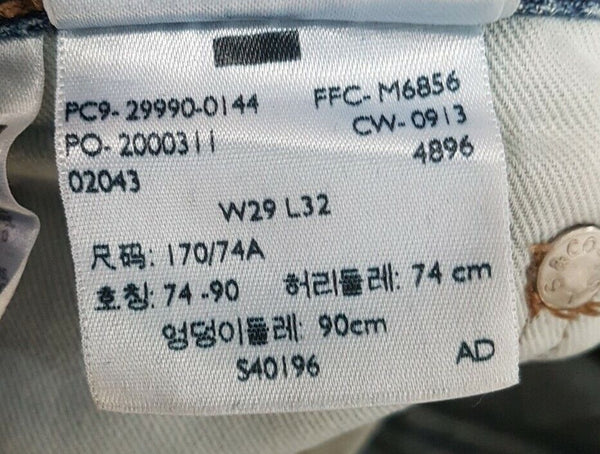 PC9-29990-0144 FFC-M6856
PO-2000311 CW-0913
02043 4896
W29 L32
尺码: 170/74A
호칭: 74-90 허리둘레: 74 cm
엉덩이둘레: 90cm
S40196 AD
S &CO